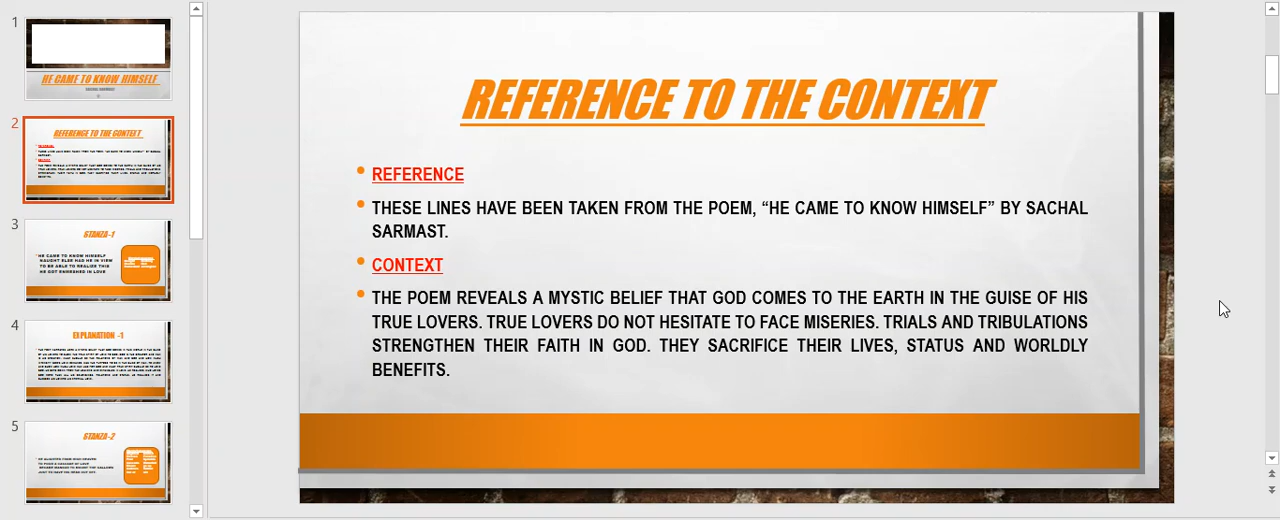 1
HE CAME TO KNOW HIMSELF
2
REFERENCE TO THE CONTEXT
3
STANZA-1
HE CAME TO KNOW HIMSELF
NAUGHT ELSE HAD HE IN VIEW
TO BE ABLE TO REALIZE THIS
HE GOT ENMESHED IN LOVE
4
EXPLANATION -1
5
STANZA-2
REFERENCE TO THE CONTEXT
• REFERENCE
• THESE LINES HAVE BEEN TAKEN FROM THE POEM, “HE CAME TO KNOW HIMSELF” BY SACHAL
SARMAST.
• CONTEXT
• THE POEM REVEALS A MYSTIC BELIEF THAT GOD COMES TO THE EARTH IN THE GUISE OF HIS
TRUE LOVERS. TRUE LOVERS DO NOT HESITATE TO FACE MISERIES. TRIALS AND TRIBULATIONS
STRENGTHEN THEIR FAITH IN GOD. THEY SACRIFICE THEIR LIVES, STATUS AND WORLDLY
BENEFITS.